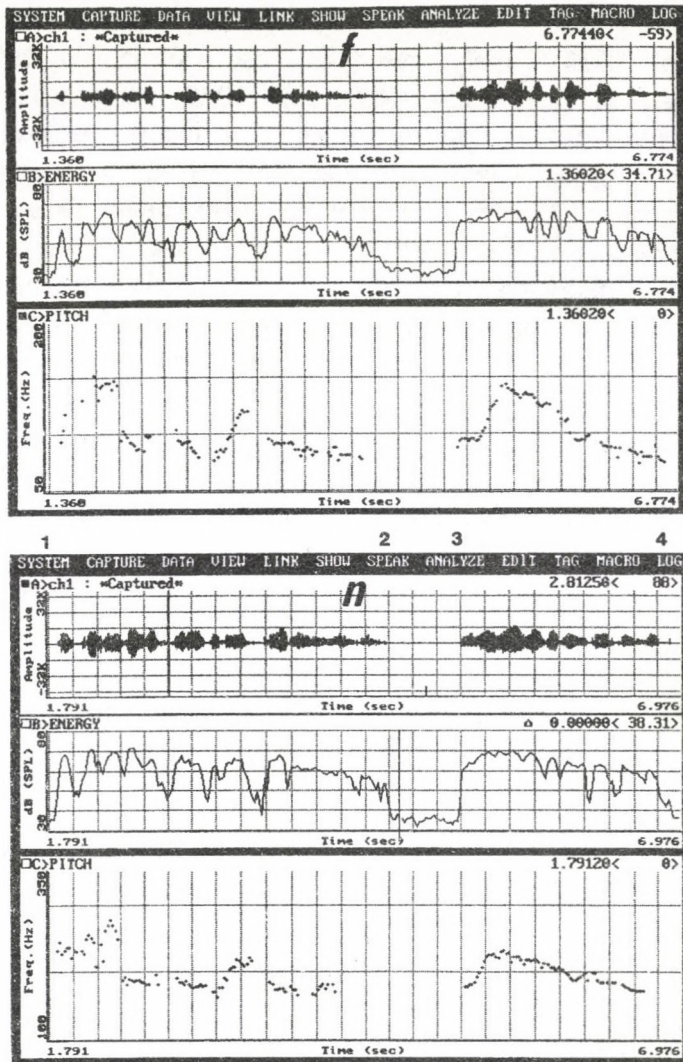 SYSTEM CAPTURE DATA VIEW LINK SHOW SPEAK ANALYZE EDIT TAG MACRO LOG
□A>ch1 : *Captured* 6.77440< -59>
f
32K
Amplitude
-32K
1.360 Time (sec) 6.774
□B>ENERGY 1.36020< 34.71>
80
dB (SPL)
30
1.360 Time (sec) 6.774
■C>PITCH 1.36020< 0>
200
Freq.(Hz)
50
1.360 Time (sec) 6.774
1 2 3 4
SYSTEM CAPTURE DATA VIEW LINK SHOW SPEAK ANALYZE EDIT TAG MACRO LOG
■A>ch1 : *Captured* 2.81250< 88>
n
32K
Amplitude
-32K
1.791 Time (sec) 6.976
□B>ENERGY 0.00000< 38.31>
80
dB (SPL)
30
1.791 Time (sec) 6.976
□C>PITCH 1.79120< 0>
350
Freq.(Hz)
100
1.791 Time (sec) 6.976